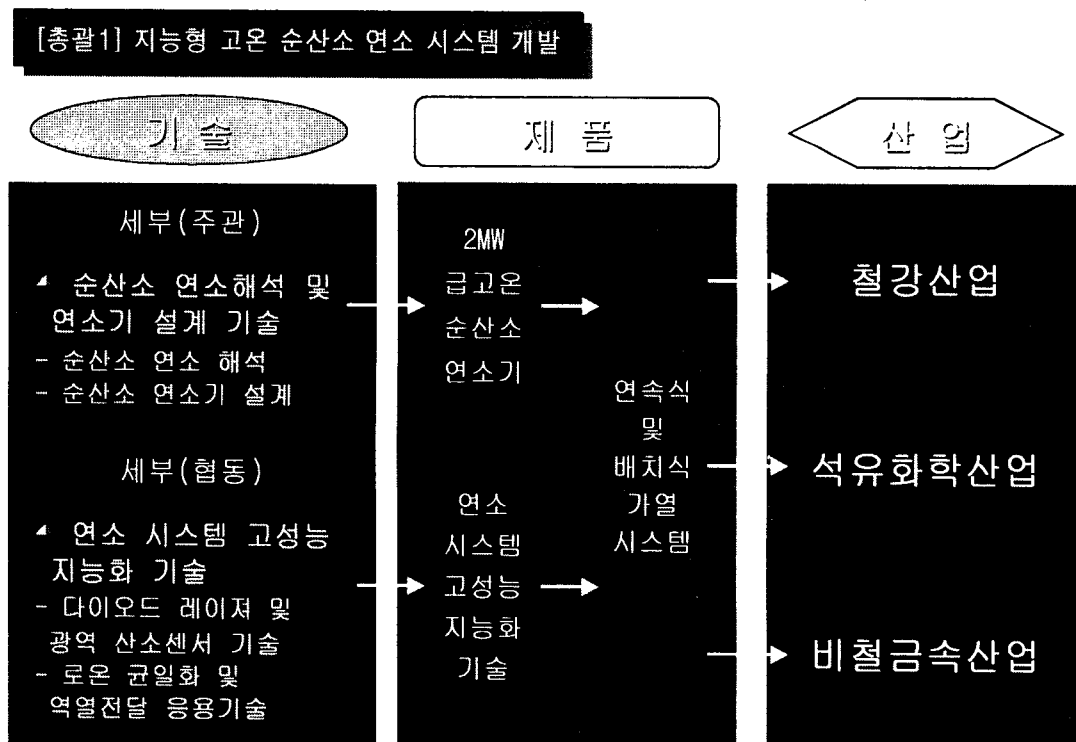 [총괄1] 지능형 고온 순산소 연소 시스템 개발
기 술
제 품
산 업
세부(주관)
순산소 연소해석 및
연소기 설계 기술
- 순산소 연소 해석
- 순산소 연소기 설계
세부(협동)
연소 시스템 고성능
지능화 기술
- 다이오드 레이져 및
광역 산소센서 기술
- 로온 균일화 및
역열전달 응용기술
2MW
급고온
순산소
연소기
연소
시스템
고성능
지능화
기술
연속식
및
배치식
가열
시스템
철강산업
석유화학산업
비철금속산업